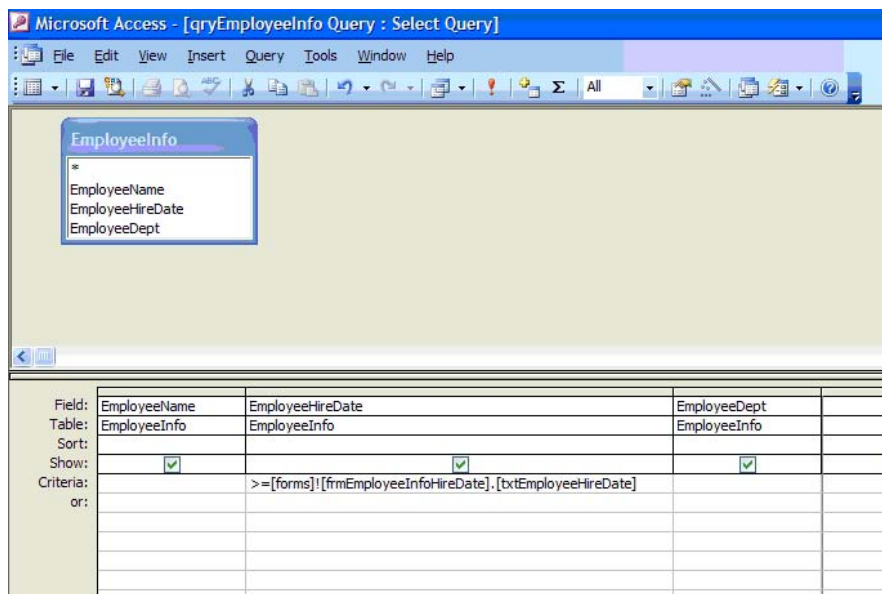 Microsoft Access - [qryEmployeeInfo Query : Select Query]
File Edit View Insert Query Tools Window Help
ABC Σ All
EmployeeInfo
*
EmployeeName
EmployeeHireDate
EmployeeDept
Field: EmployeeName EmployeeHireDate EmployeeDept
Table: EmployeeInfo EmployeeInfo EmployeeInfo
Sort:
Show:
Criteria: >=[forms]![frmEmployeeInfoHireDate].[txtEmployeeHireDate]
or: